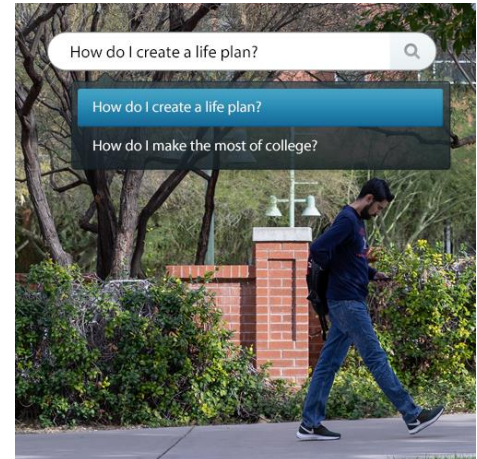 How do I create a life plan?
How do I create a life plan?
How do I make the most of college?